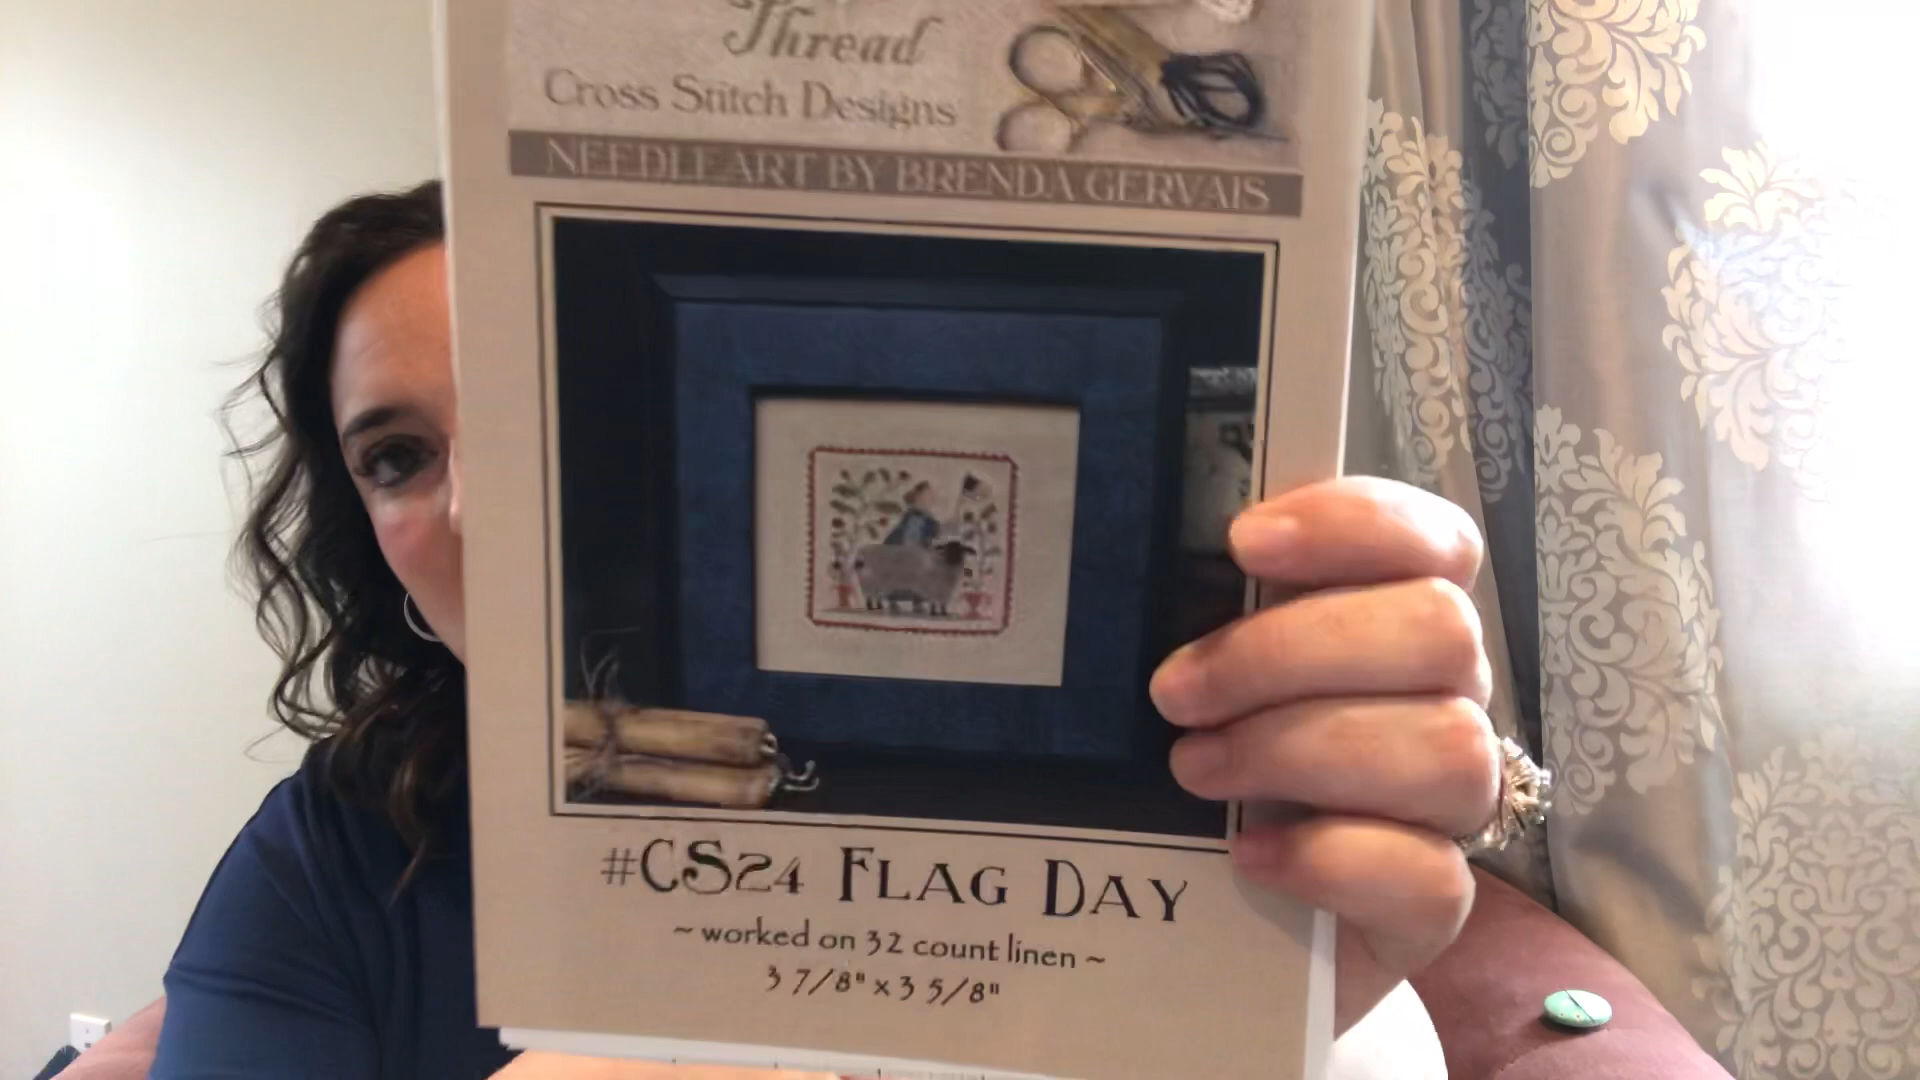 Thread
Cross Stitch Designs
NEEDLEART BY BRENDA GERVAIS
#CS24 FLAG DAY
~worked on 32 count linen~
3 7/8" x 3 5/8"